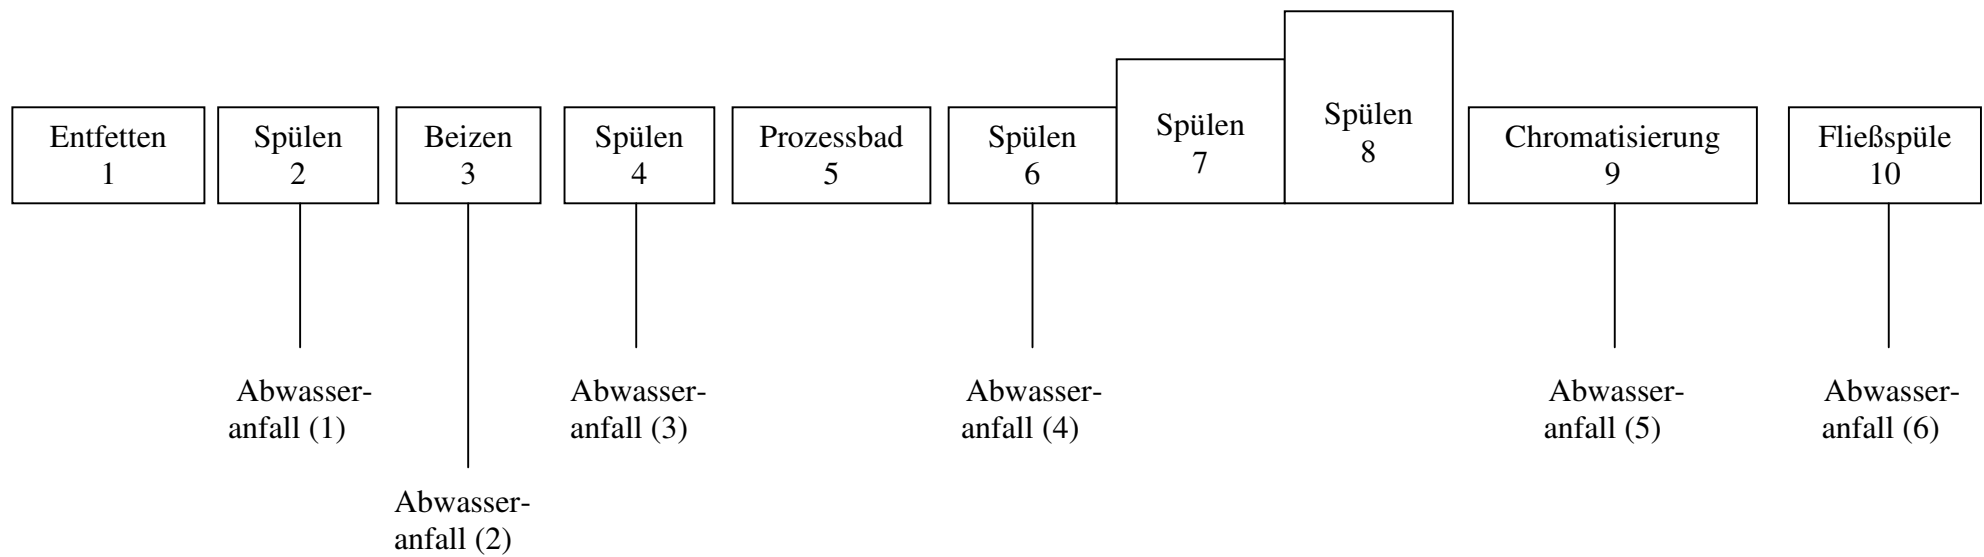 Entfetten
1
Spülen
2
Beizen
3
Spülen
4
Prozessbad
5
Spülen
6
Spülen
7
Spülen
8
Chromatisierung
9
Fließspüle
10
Abwasser-
anfall (1)
Abwasser-
anfall (2)
Abwasser-
anfall (3)
Abwasser-
anfall (4)
Abwasser-
anfall (5)
Abwasser-
anfall (6)